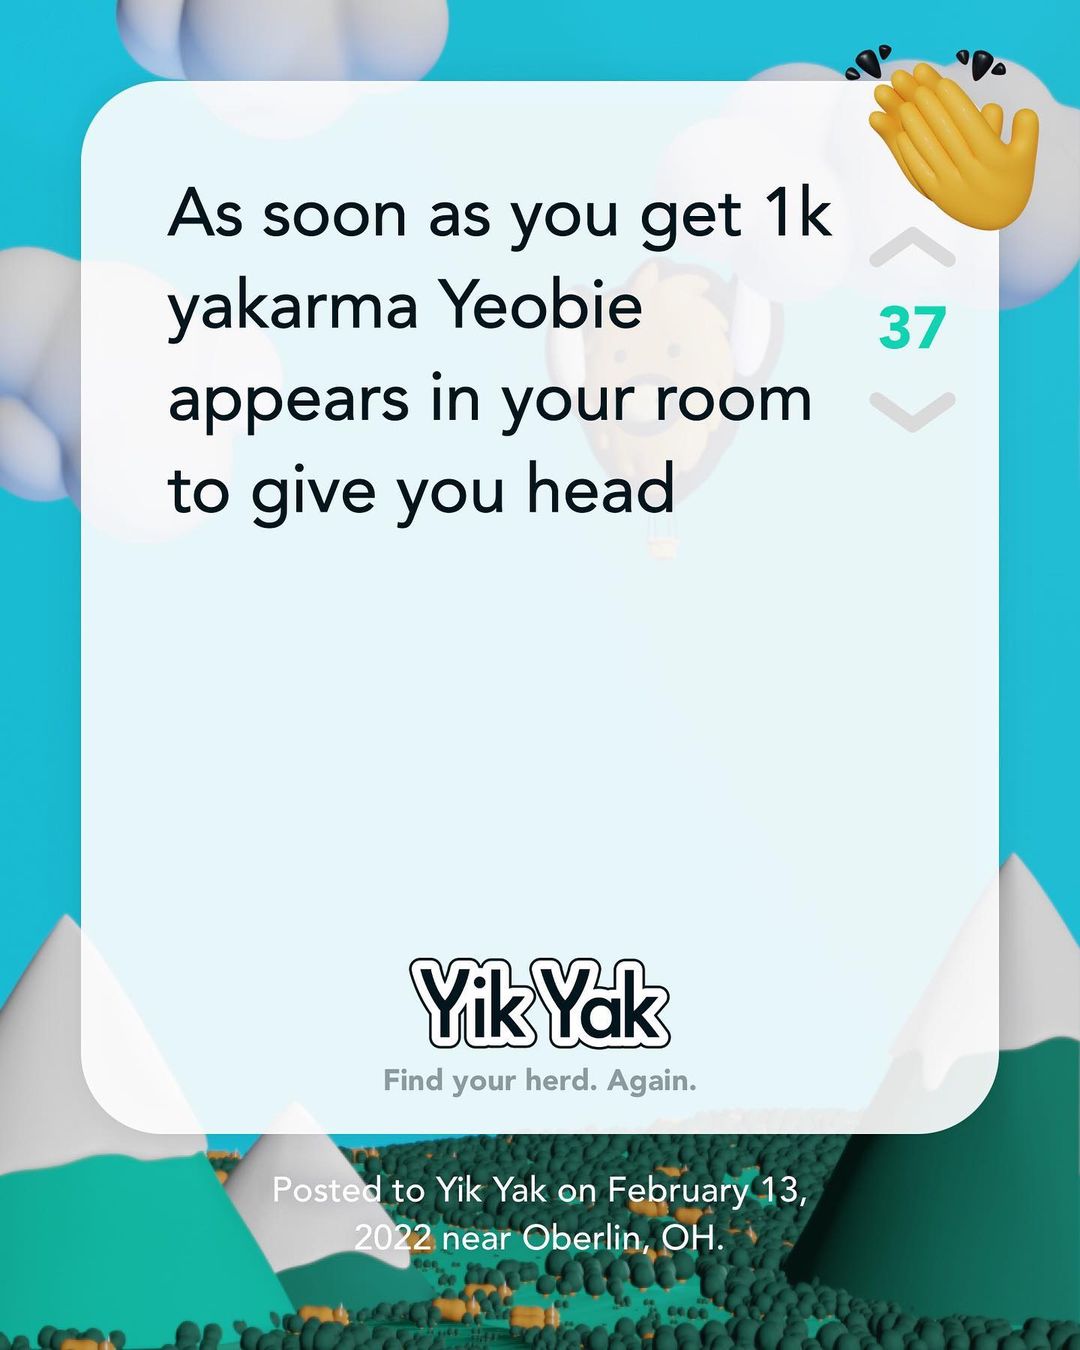 As soon as you get 1k
yakarma Yeobie
appears in your room
to give you head
37
Yik Yak
Find your herd. Again.
Posted to Yik Yak on February 13,
2022 near Oberlin, OH.